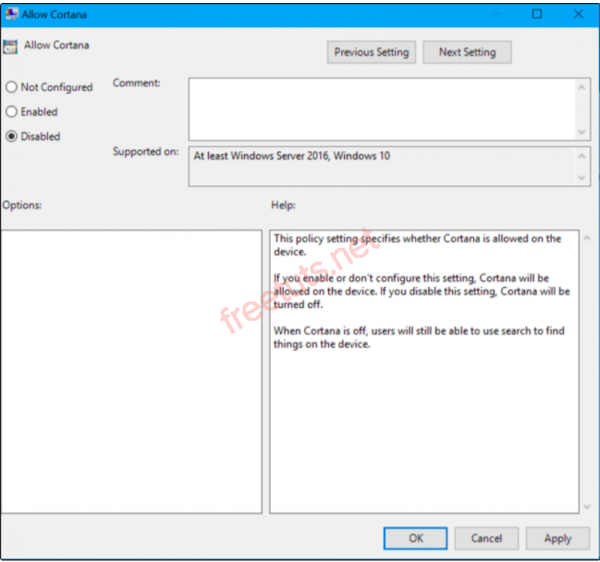 Allow Cortana
Allow Cortana
Previous Setting
Next Setting
Not Configured
Enabled
Disabled
Comment:
Supported on:
At least Windows Server 2016, Windows 10
Options:
Help:
This policy setting specifies whether Cortana is allowed on the
device.
If you enable or don't configure this setting, Cortana will be
allowed on the device. If you disable this setting, Cortana will be
turned off.
When Cortana is off, users will still be able to use search to find
things on the device.
freetuts.net
OK
Cancel
Apply